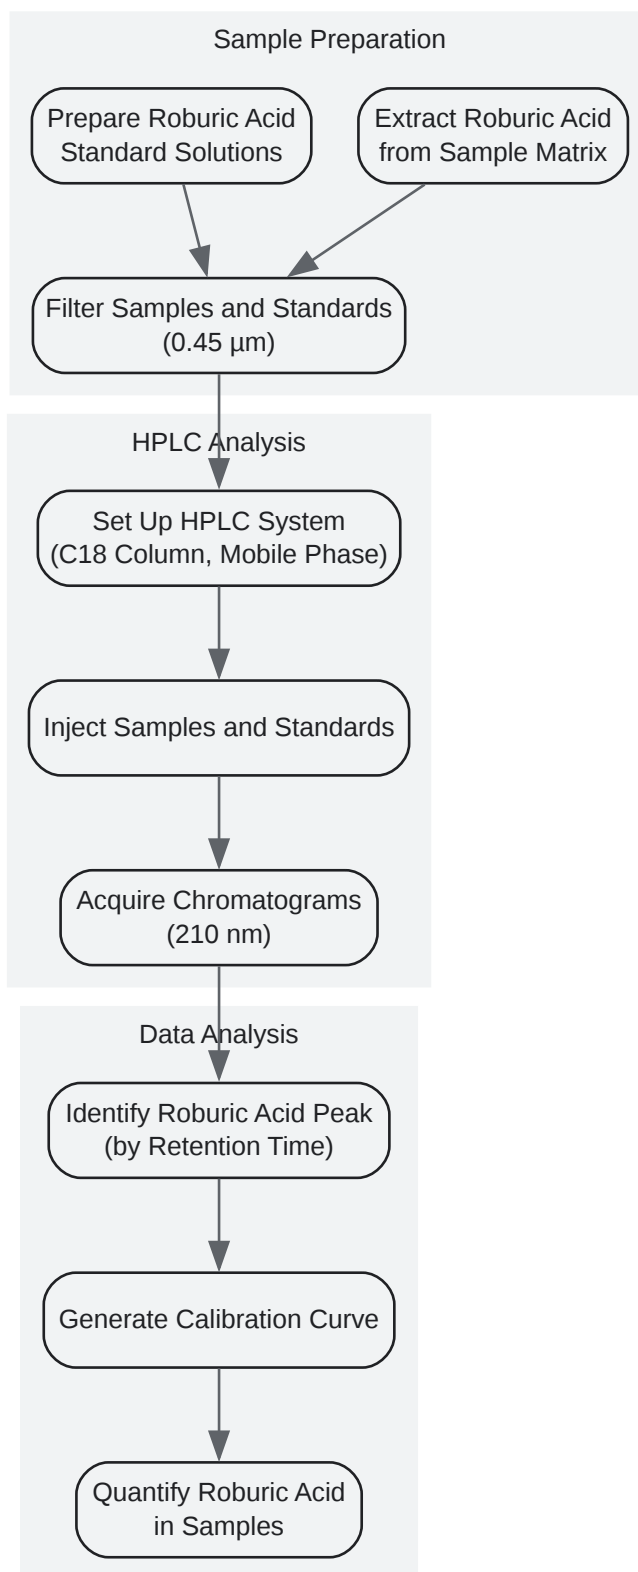 Sample Preparation
Prepare Roburic Acid
Standard Solutions
Extract Roburic Acid
from Sample Matrix
Filter Samples and Standards
(0.45 µm)
HPLC Analysis
Set Up HPLC System
(C18 Column, Mobile Phase)
Inject Samples and Standards
Acquire Chromatograms
(210 nm)
Data Analysis
Identify Roburic Acid Peak
(by Retention Time)
Generate Calibration Curve
Quantify Roburic Acid
in Samples